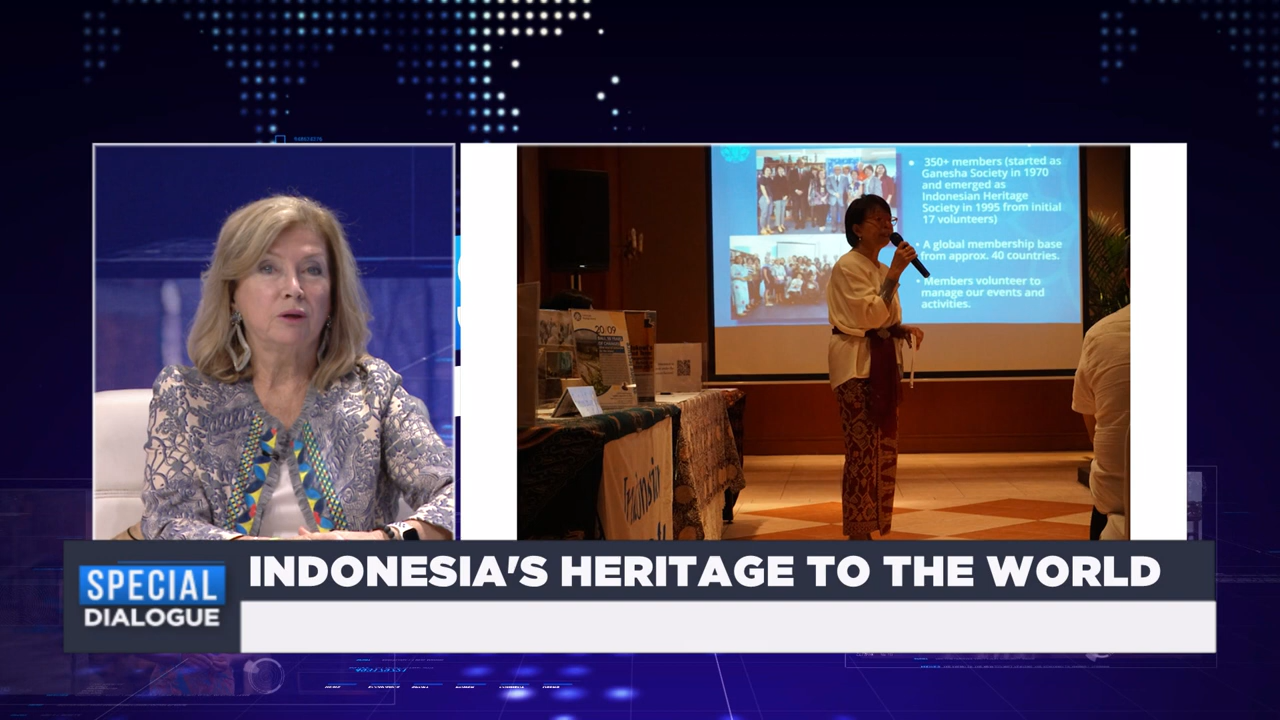 350+ members (started as
Ganesha Society in 1970
and emerged as
Indonesian Heritage
Society in 1995 from initial
17 volunteers)
A global membership base
from approx. 40 countries.
Members volunteer to
manage our events and
activities.
20:09
SPECIAL
DIALOGUE
INDONESIA'S HERITAGE TO THE WORLD